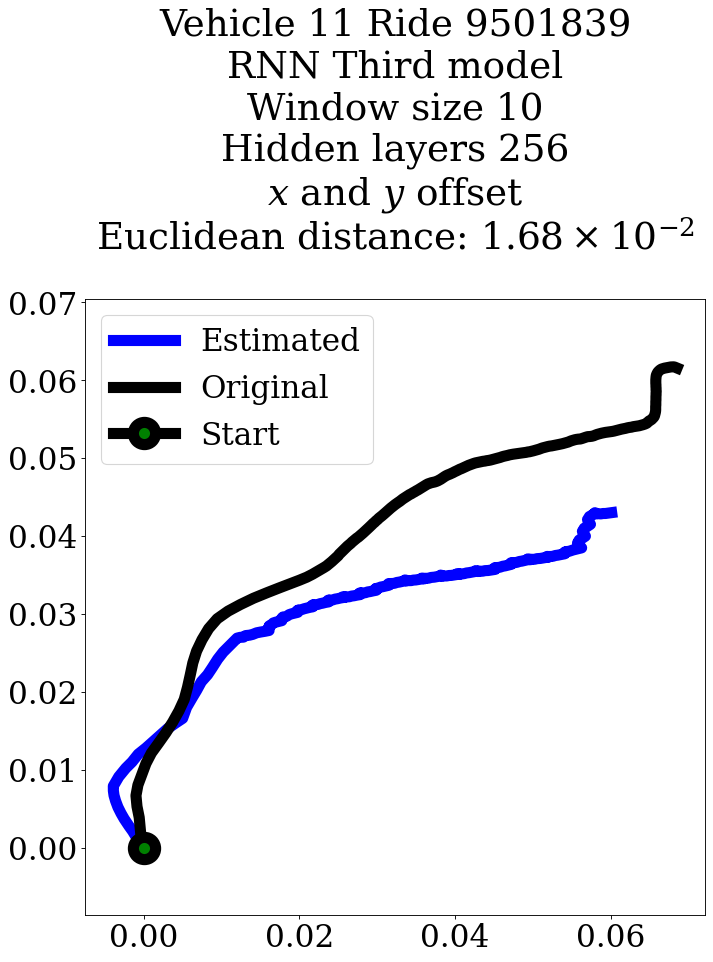 Vehicle 11 Ride 9501839
RNN Third model
Window size 10
Hidden layers 256
x and y offset
Euclidean distance: 1.68 × 10⁻²
0.07
0.06
0.05
0.04
0.03
0.02
0.01
0.00
Estimated
Original
Start
0.00 0.02 0.04 0.06